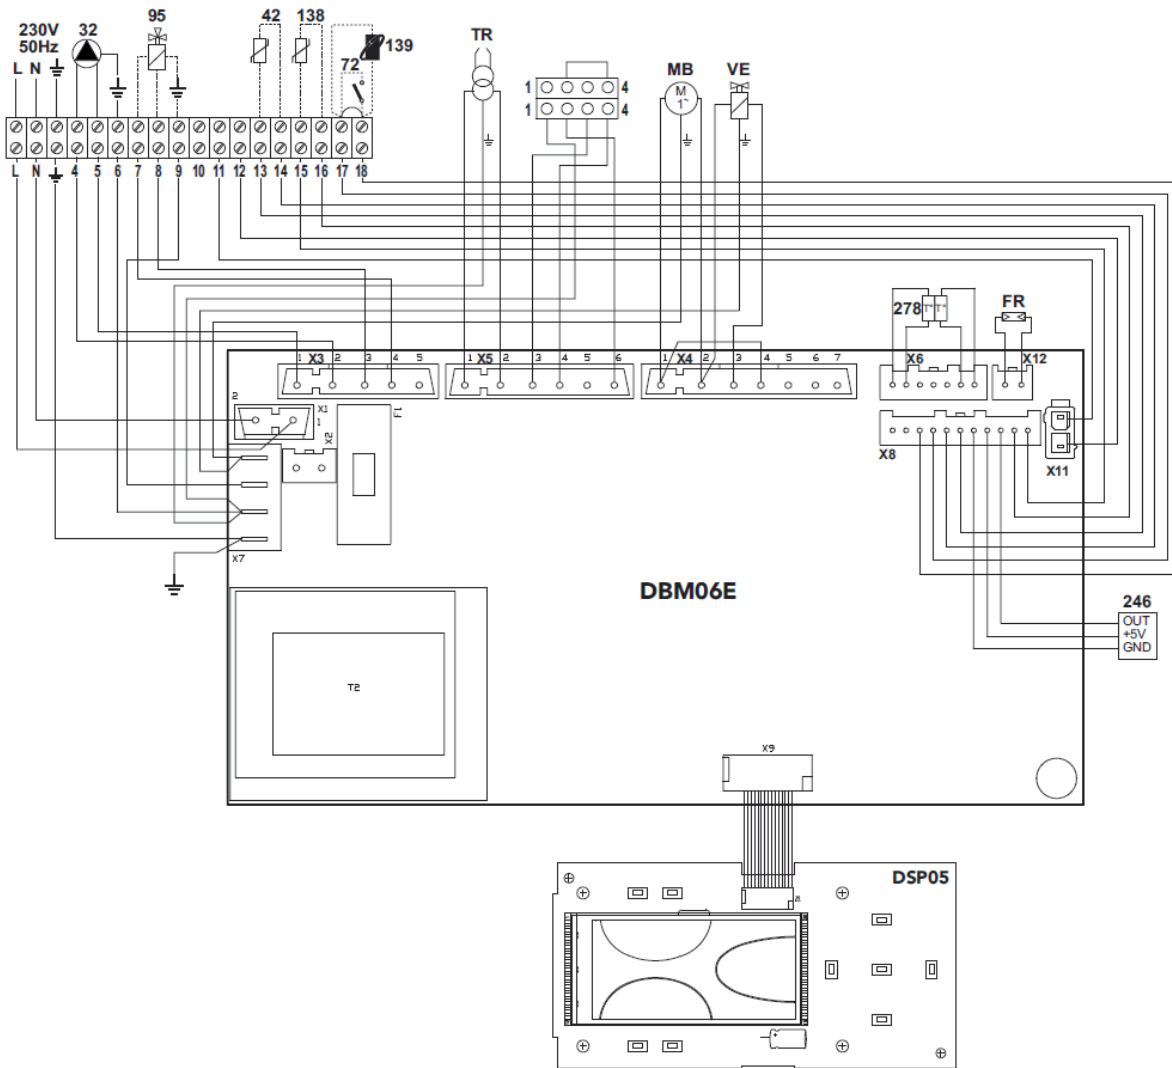 230V
50Hz
L N
32
95
42
138
72
139
TR
1 4
1 4
MB
M
1~
VE
L N 4 5 6 7 8 9 10 11 12 13 14 15 16 17 18
278
T° T°
FR
1 X3 2 3 4 5
1 X5 2 3 4 5 6
1 X4 2 3 4 5 6 7
X6
X12
2
X1
1
X2
F1
X8
X11
X7
DBM06E
246
OUT
+5V
GND
T2
X9
DSP05